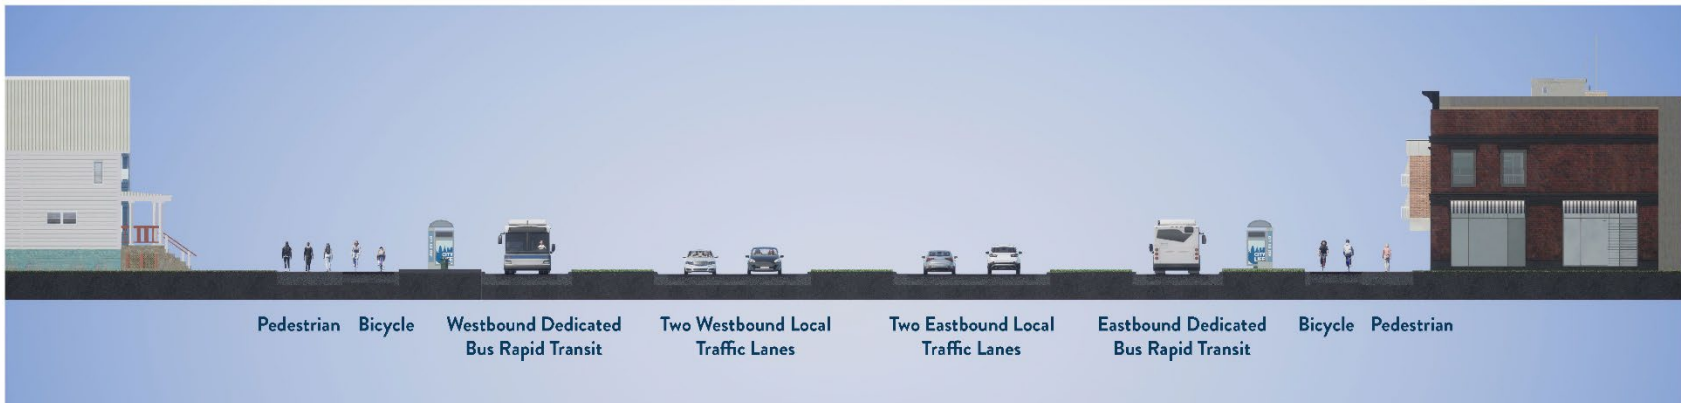 Pedestrian
Bicycle
Westbound Dedicated
Bus Rapid Transit
Two Westbound Local
Traffic Lanes
Two Eastbound Local
Traffic Lanes
Eastbound Dedicated
Bus Rapid Transit
Bicycle
Pedestrian